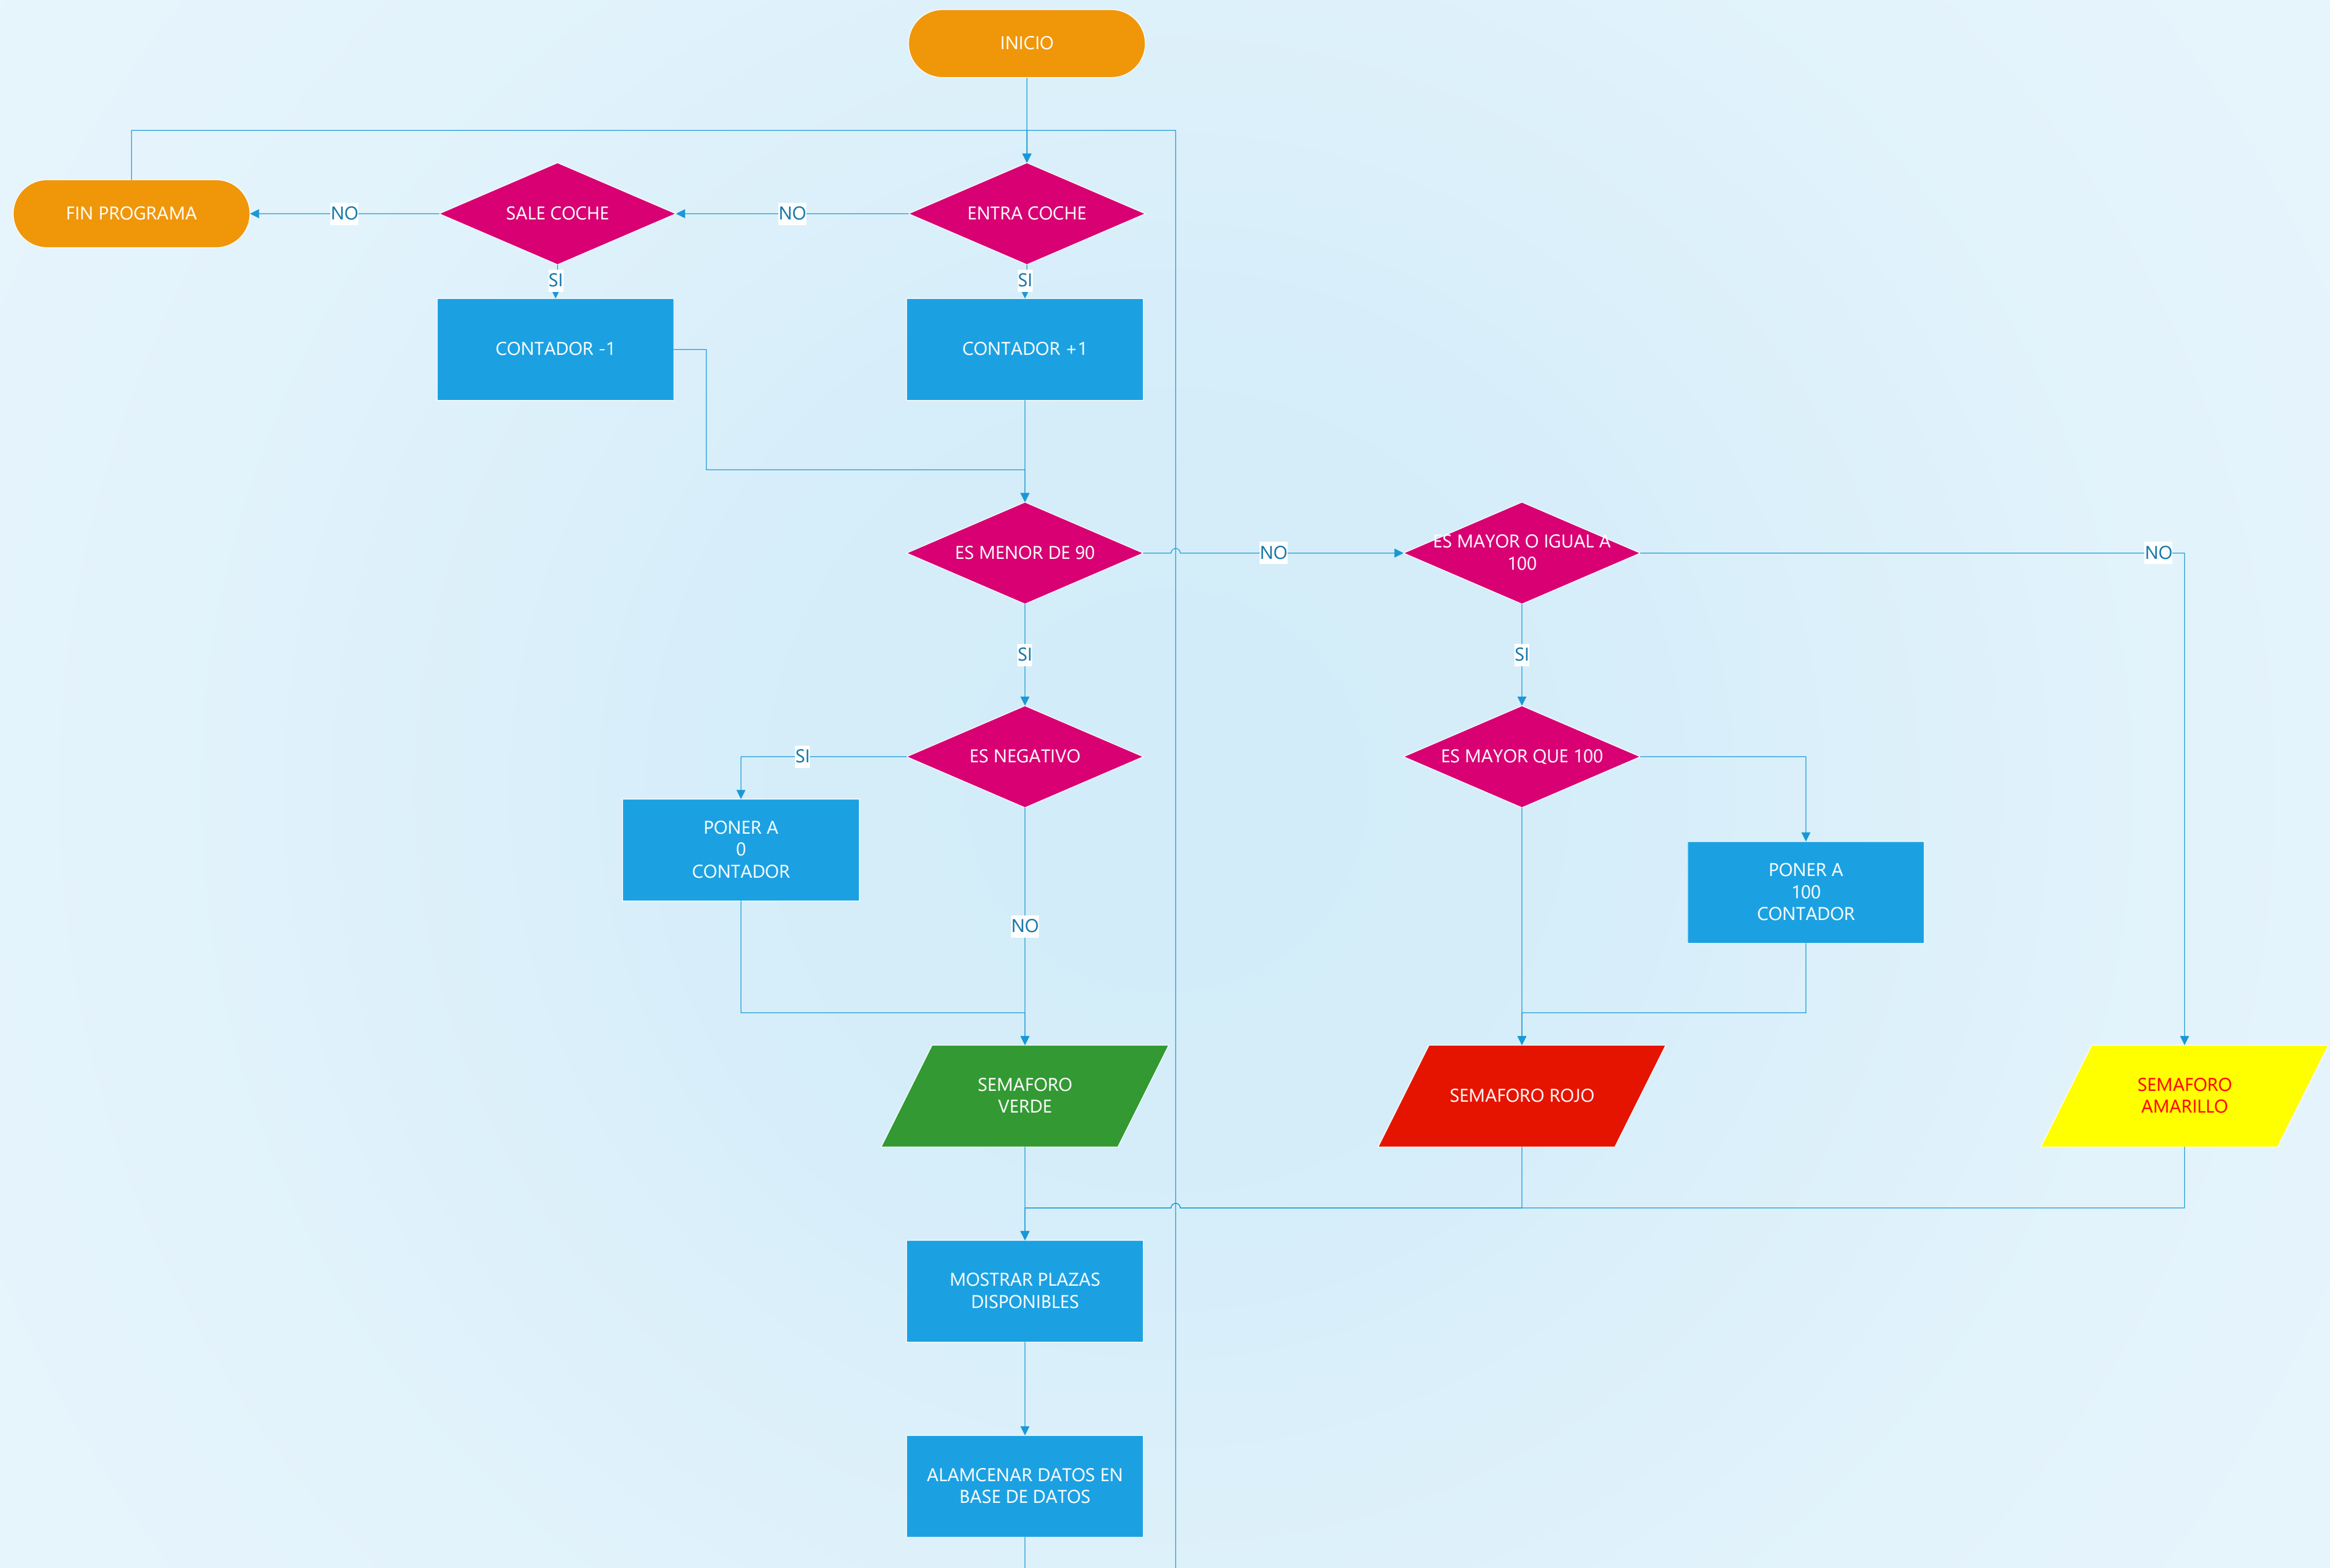 INICIO
FIN PROGRAMA
NO
SALE COCHE
NO
ENTRA COCHE
SI
SI
CONTADOR -1
CONTADOR +1
ES MENOR DE 90
NO
ES MAYOR O IGUAL A
100
NO
SI
SI
ES NEGATIVO
SI
ES MAYOR QUE 100
PONER A
0
CONTADOR
PONER A
100
CONTADOR
NO
SEMAFORO
VERDE
SEMAFORO ROJO
SEMAFORO
AMARILLO
MOSTRAR PLAZAS
DISPONIBLES
ALAMCENAR DATOS EN
BASE DE DATOS